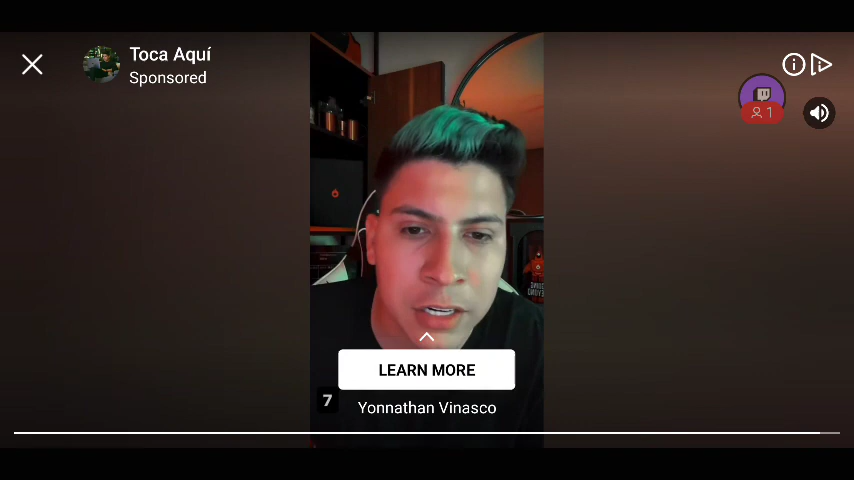 Toca Aquí
Sponsored
1
LEARN MORE
7
Yonnathan Vinasco